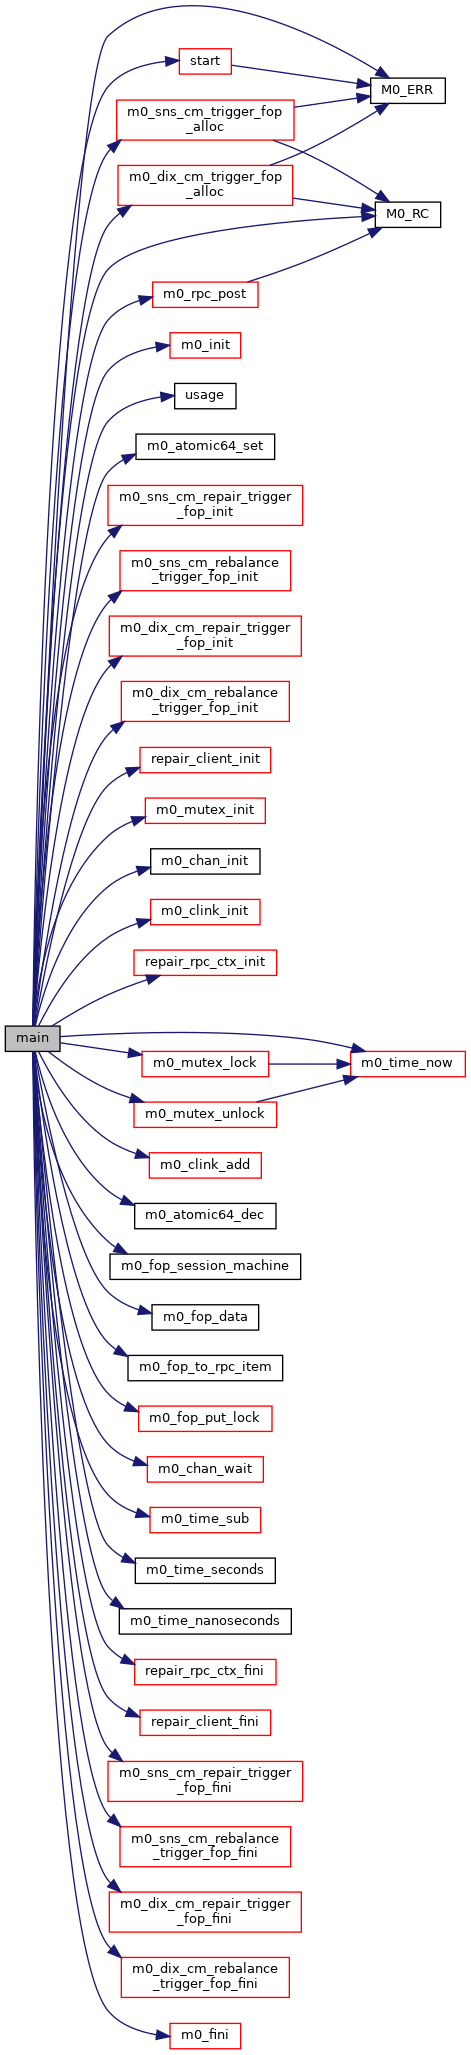 start
M0_ERR
m0_sns_cm_trigger_fop
_alloc
m0_dix_cm_trigger_fop
_alloc
M0_RC
m0_rpc_post
m0_init
usage
m0_atomic64_set
m0_sns_cm_repair_trigger
_fop_init
m0_sns_cm_rebalance
_trigger_fop_init
m0_dix_cm_repair_trigger
_fop_init
m0_dix_cm_rebalance
_trigger_fop_init
repair_client_init
m0_mutex_init
m0_chan_init
m0_clink_init
repair_rpc_ctx_init
main
m0_mutex_lock
m0_time_now
m0_mutex_unlock
m0_clink_add
m0_atomic64_dec
m0_fop_session_machine
m0_fop_data
m0_fop_to_rpc_item
m0_fop_put_lock
m0_chan_wait
m0_time_sub
m0_time_seconds
m0_time_nanoseconds
repair_rpc_ctx_fini
repair_client_fini
m0_sns_cm_repair_trigger
_fop_fini
m0_sns_cm_rebalance
_trigger_fop_fini
m0_dix_cm_repair_trigger
_fop_fini
m0_dix_cm_rebalance
_trigger_fop_fini
m0_fini